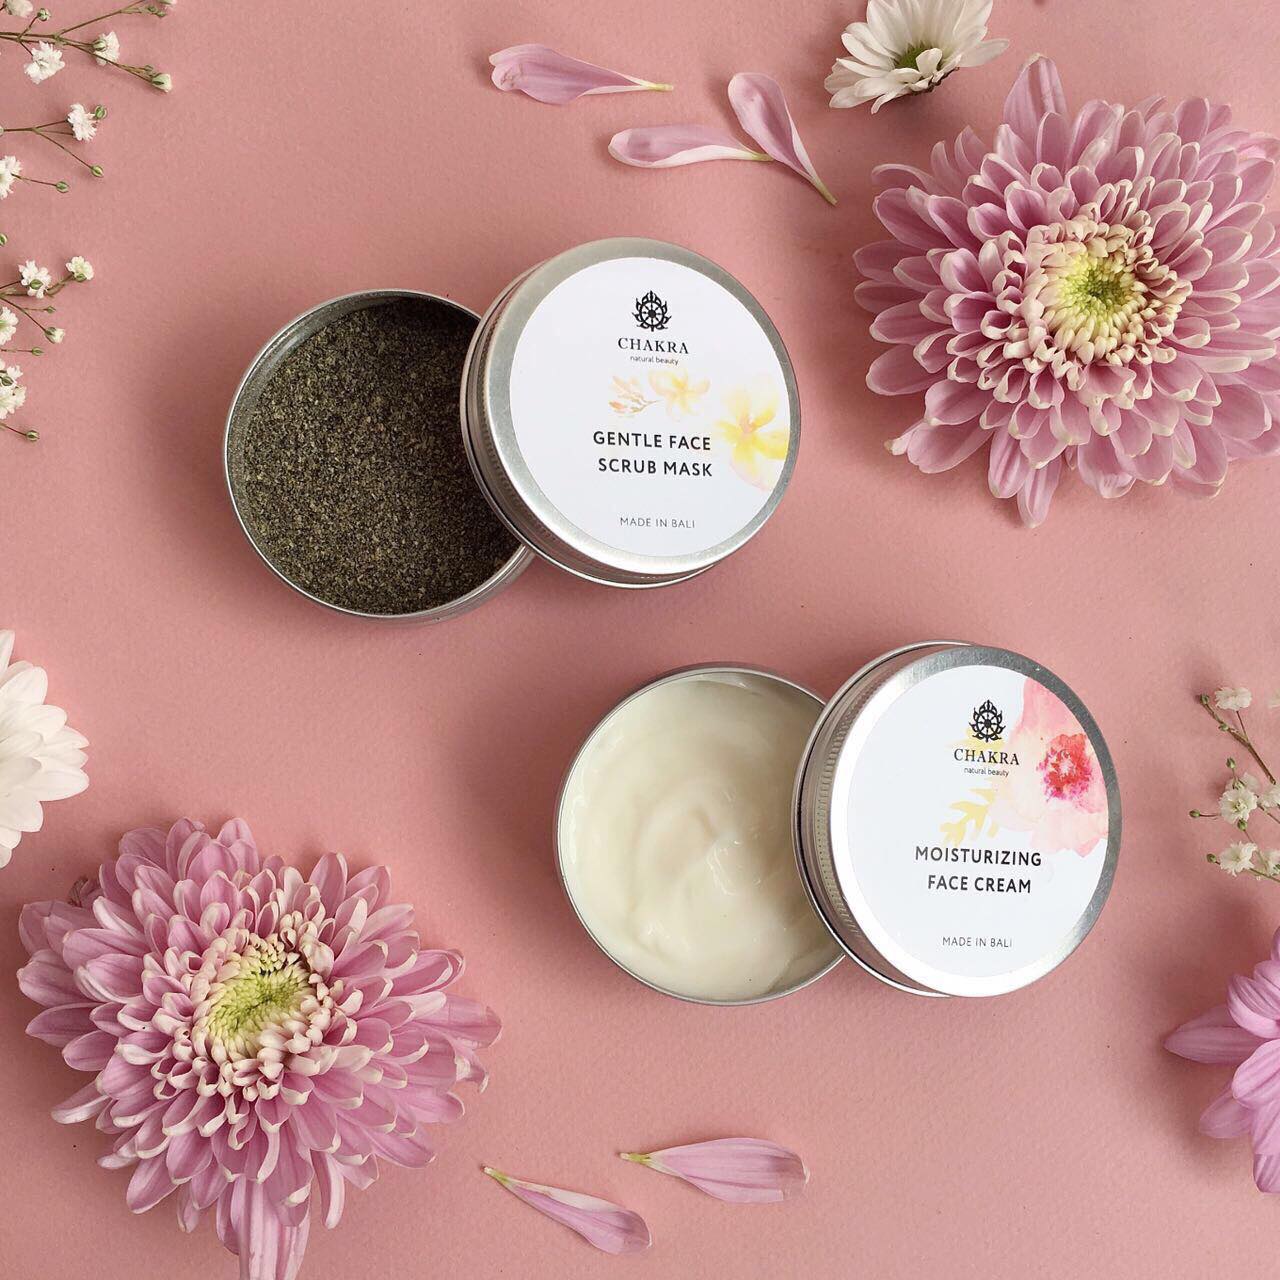 CHAKRA
natural beauty
GENTLE FACE
SCRUB MASK
MADE IN BALI
CHAKRA
natural beauty
MOISTURIZING
FACE CREAM
MADE IN BALI